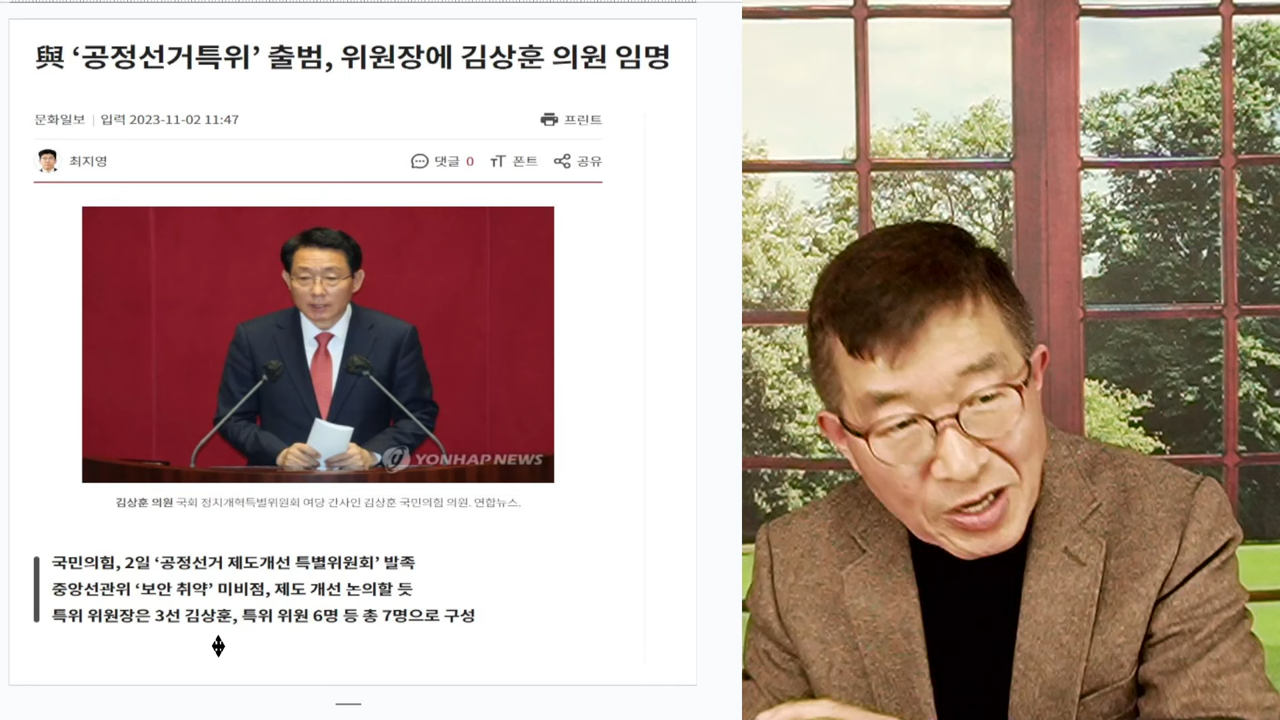 與 ‘공정선거특위’ 출범, 위원장에 김상훈 의원 임명
문화일보 | 입력 2023-11-02 11:47
프린트
최지영
댓글 0
폰트
공유
YONHAP NEWS
김상훈 의원 국회 정치개혁특별위원회 여당 간사인 김상훈 국민의힘 의원. 연합뉴스.
국민의힘, 2일 ‘공정선거 제도개선 특별위원회’ 발족
중앙선관위 ‘보안 취약’ 미비점, 제도 개선 논의할 듯
특위 위원장은 3선 김상훈, 특위 위원 6명 등 총 7명으로 구성